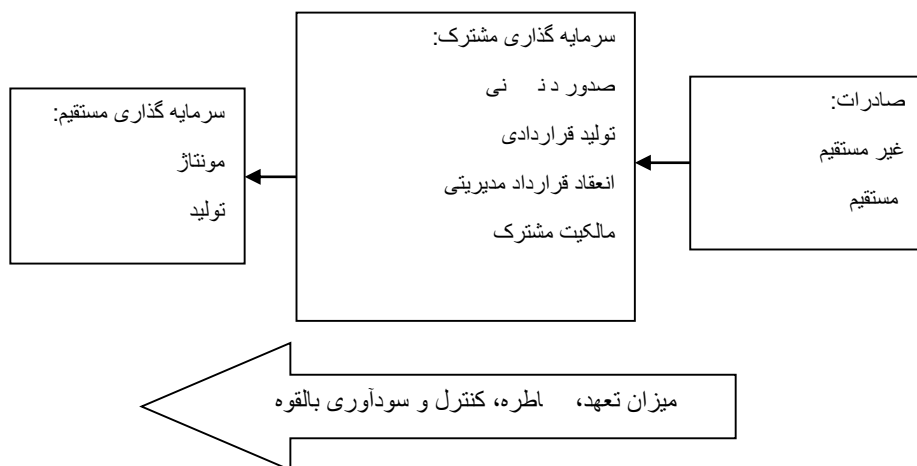 صادرات:
غیر مستقیم
مستقیم
سرمایه گذاری مشترک:
صدور
تولید قراردادی
انعقاد قرارداد مدیریتی
مالکیت مشترک
سرمایه گذاری مستقیم:
مونتاژ
تولید
میزان تعهد، کنترل و سودآوری بالقوه